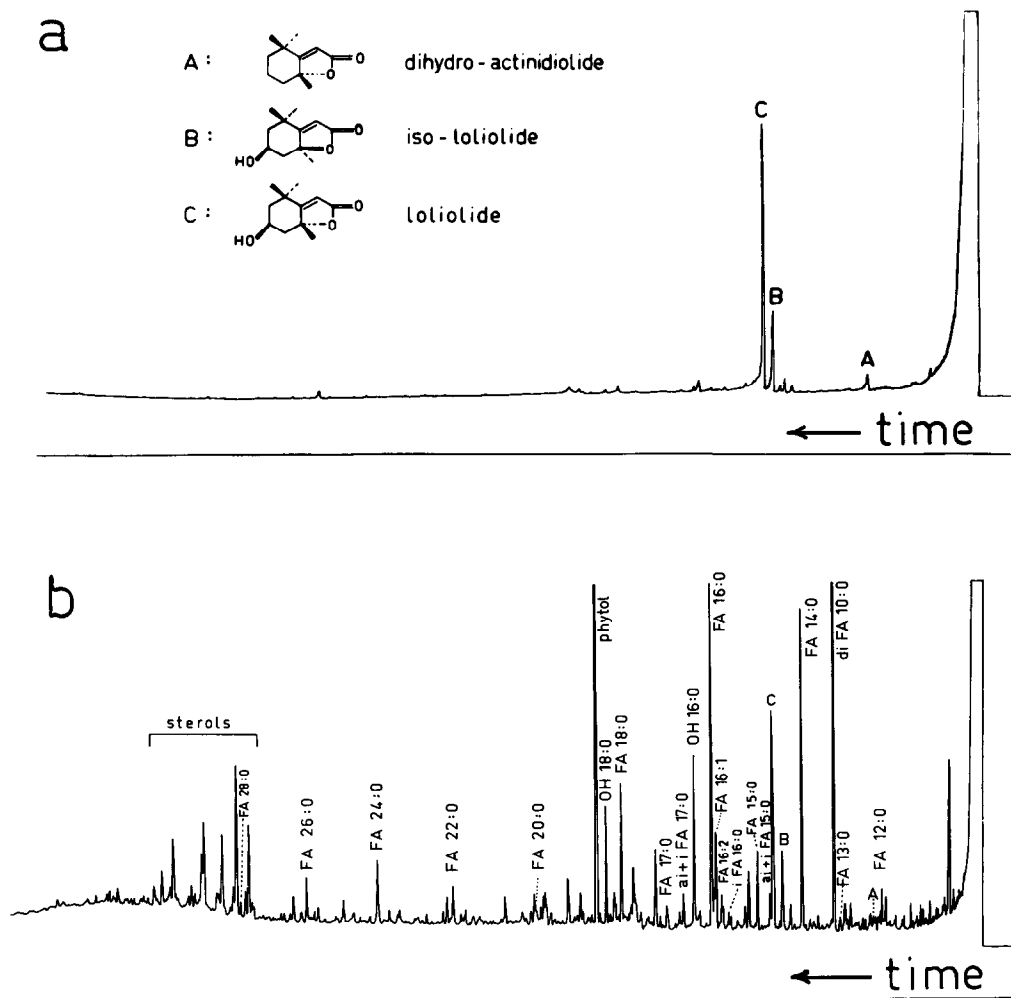 a
A: dihydro-actinidiolide
O
O
B: iso-loliolide
O
O
HO
C: loliolide
O
O
HO
C
B
A
← time
b
sterols
FA 28:0
FA 26:0
FA 24:0
FA 22:0
FA 20:0
phytol
OH 18:0
FA 18:0
FA 17:0
ai+i FA 17:0
OH 16:0
FA 16:0
FA 16:1
FA 16:2
i FA 16:0
FA 15:0
ai+i FA 15:0
C
B
FA 14:0
di FA 10:0
FA 13:0
A
FA 12:0
← time